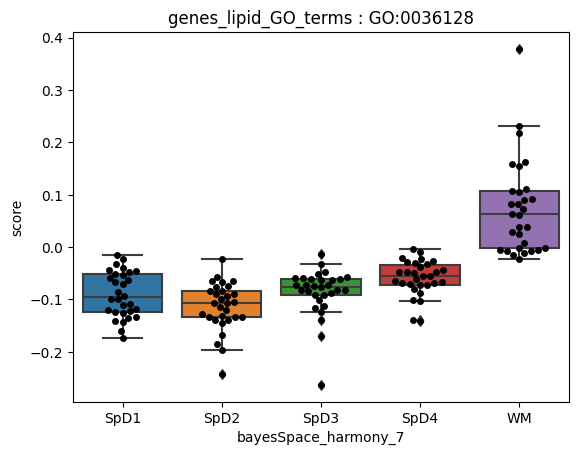 genes_lipid_GO_terms : GO:0036128
score
0.4
0.3
0.2
0.1
0.0
−0.1
−0.2
SpD1 SpD2 SpD3 SpD4 WM
bayesSpace_harmony_7